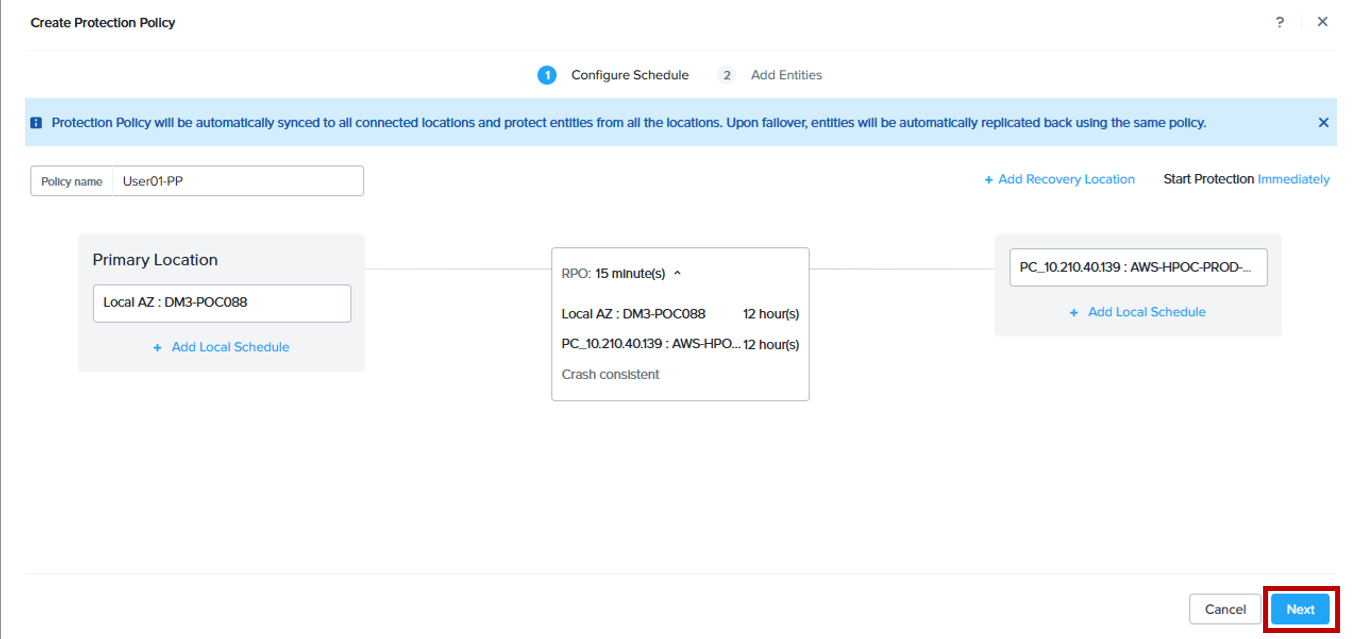 Create Protection Policy
?
1 Configure Schedule 2 Add Entities
Protection Policy will be automatically synced to all connected locations and protect entities from all the locations. Upon failover, entities will be automatically replicated back using the same policy.
Policy name User01-PP
+ Add Recovery Location Start Protection Immediately
Primary Location
Local AZ : DM3-POC088
+ Add Local Schedule
RPO: 15 minute(s)
Local AZ : DM3-POC088 12 hour(s)
PC_10.210.40.139 : AWS-HPO... 12 hour(s)
Crash consistent
PC_10.210.40.139 : AWS-HPOC-PROD-...
+ Add Local Schedule
Cancel Next